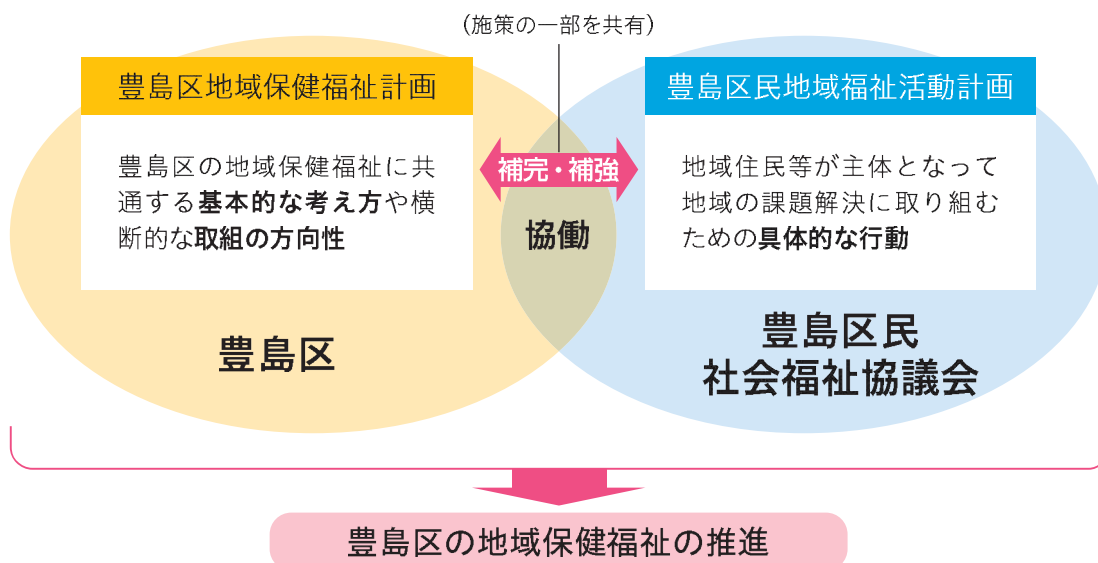 (施策の一部を共有)
豊島区地域保健福祉計画
豊島区の地域保健福祉に共
通する基本的な考え方や横
断的な取組の方向性
豊島区
補完・補強
協働
豊島区民地域福祉活動計画
地域住民等が主体となって
地域の課題解決に取り組む
ための具体的な行動
豊島区民
社会福祉協議会
豊島区の地域保健福祉の推進